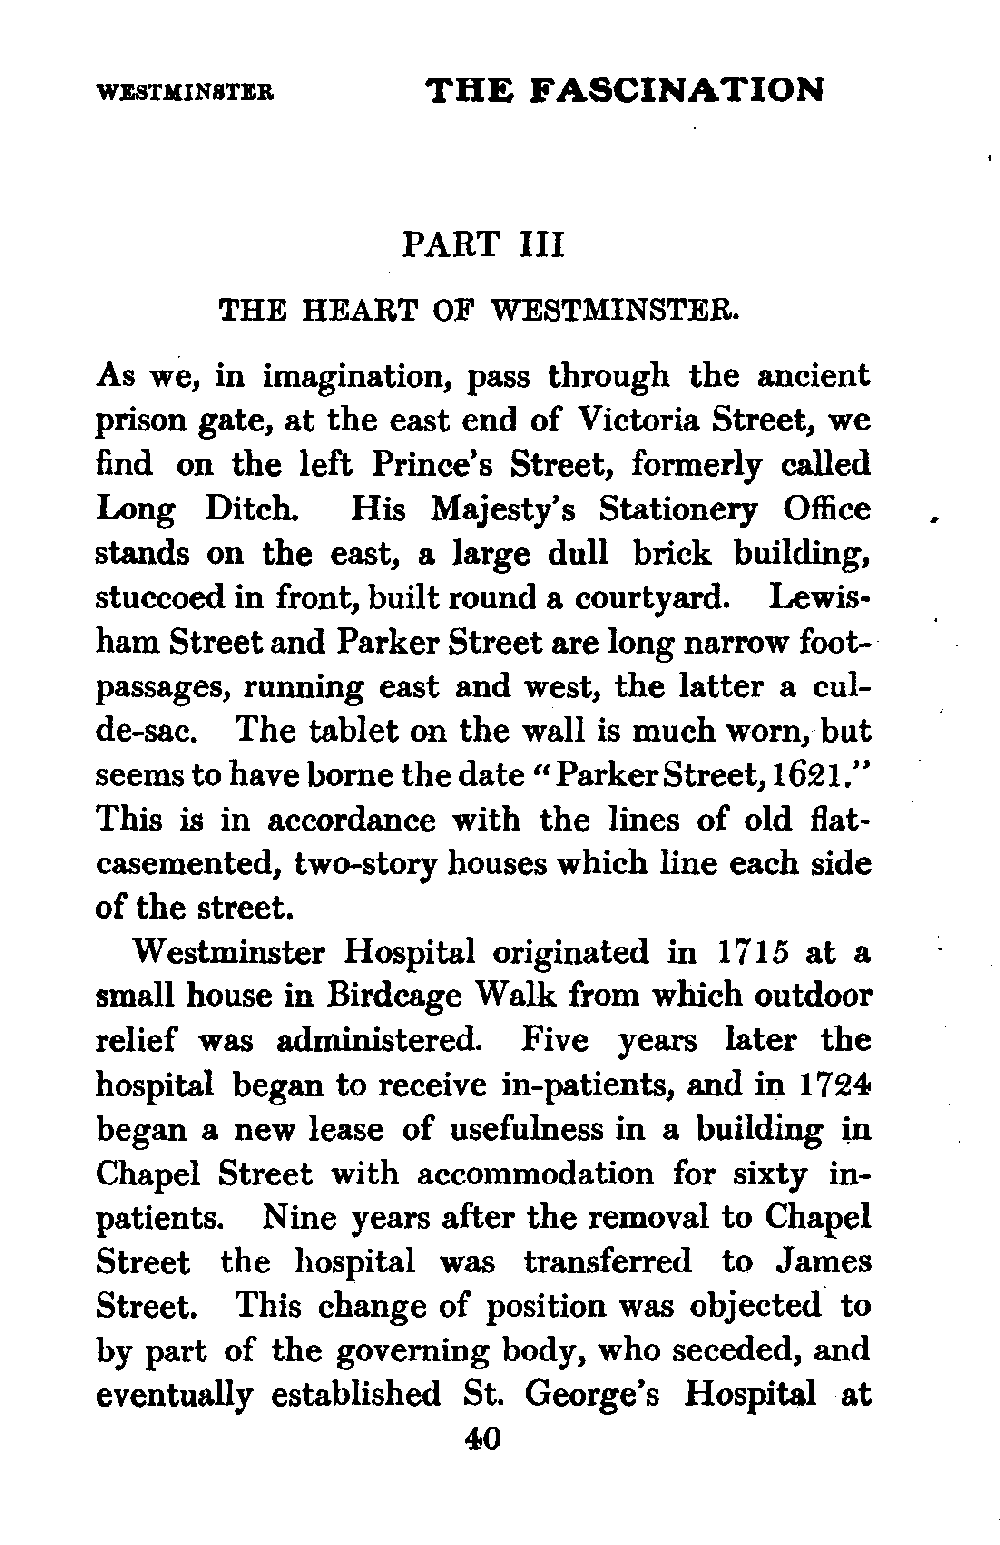 WESTMINSTER THE FASCINATION
PART III
THE HEART OF WESTMINSTER.
As we, in imagination, pass through the ancient
prison gate, at the east end of Victoria Street, we
find on the left Prince's Street, formerly called
Long Ditch. His Majesty's Stationery Office
stands on the east, a large dull brick building,
stuccoed in front, built round a courtyard. Lewis-
ham Street and Parker Street are long narrow foot-
passages, running east and west, the latter a cul-
de-sac. The tablet on the wall is much worn, but
seems to have borne the date “Parker Street, 1621.”
This is in accordance with the lines of old flat-
casemented, two-story houses which line each side
of the street.
Westminster Hospital originated in 1715 at a
small house in Birdcage Walk from which outdoor
relief was administered. Five years later the
hospital began to receive in-patients, and in 1724
began a new lease of usefulness in a building in
Chapel Street with accommodation for sixty in-
patients. Nine years after the removal to Chapel
Street the hospital was transferred to James
Street. This change of position was objected to
by part of the governing body, who seceded, and
eventually established St. George's Hospital at
40